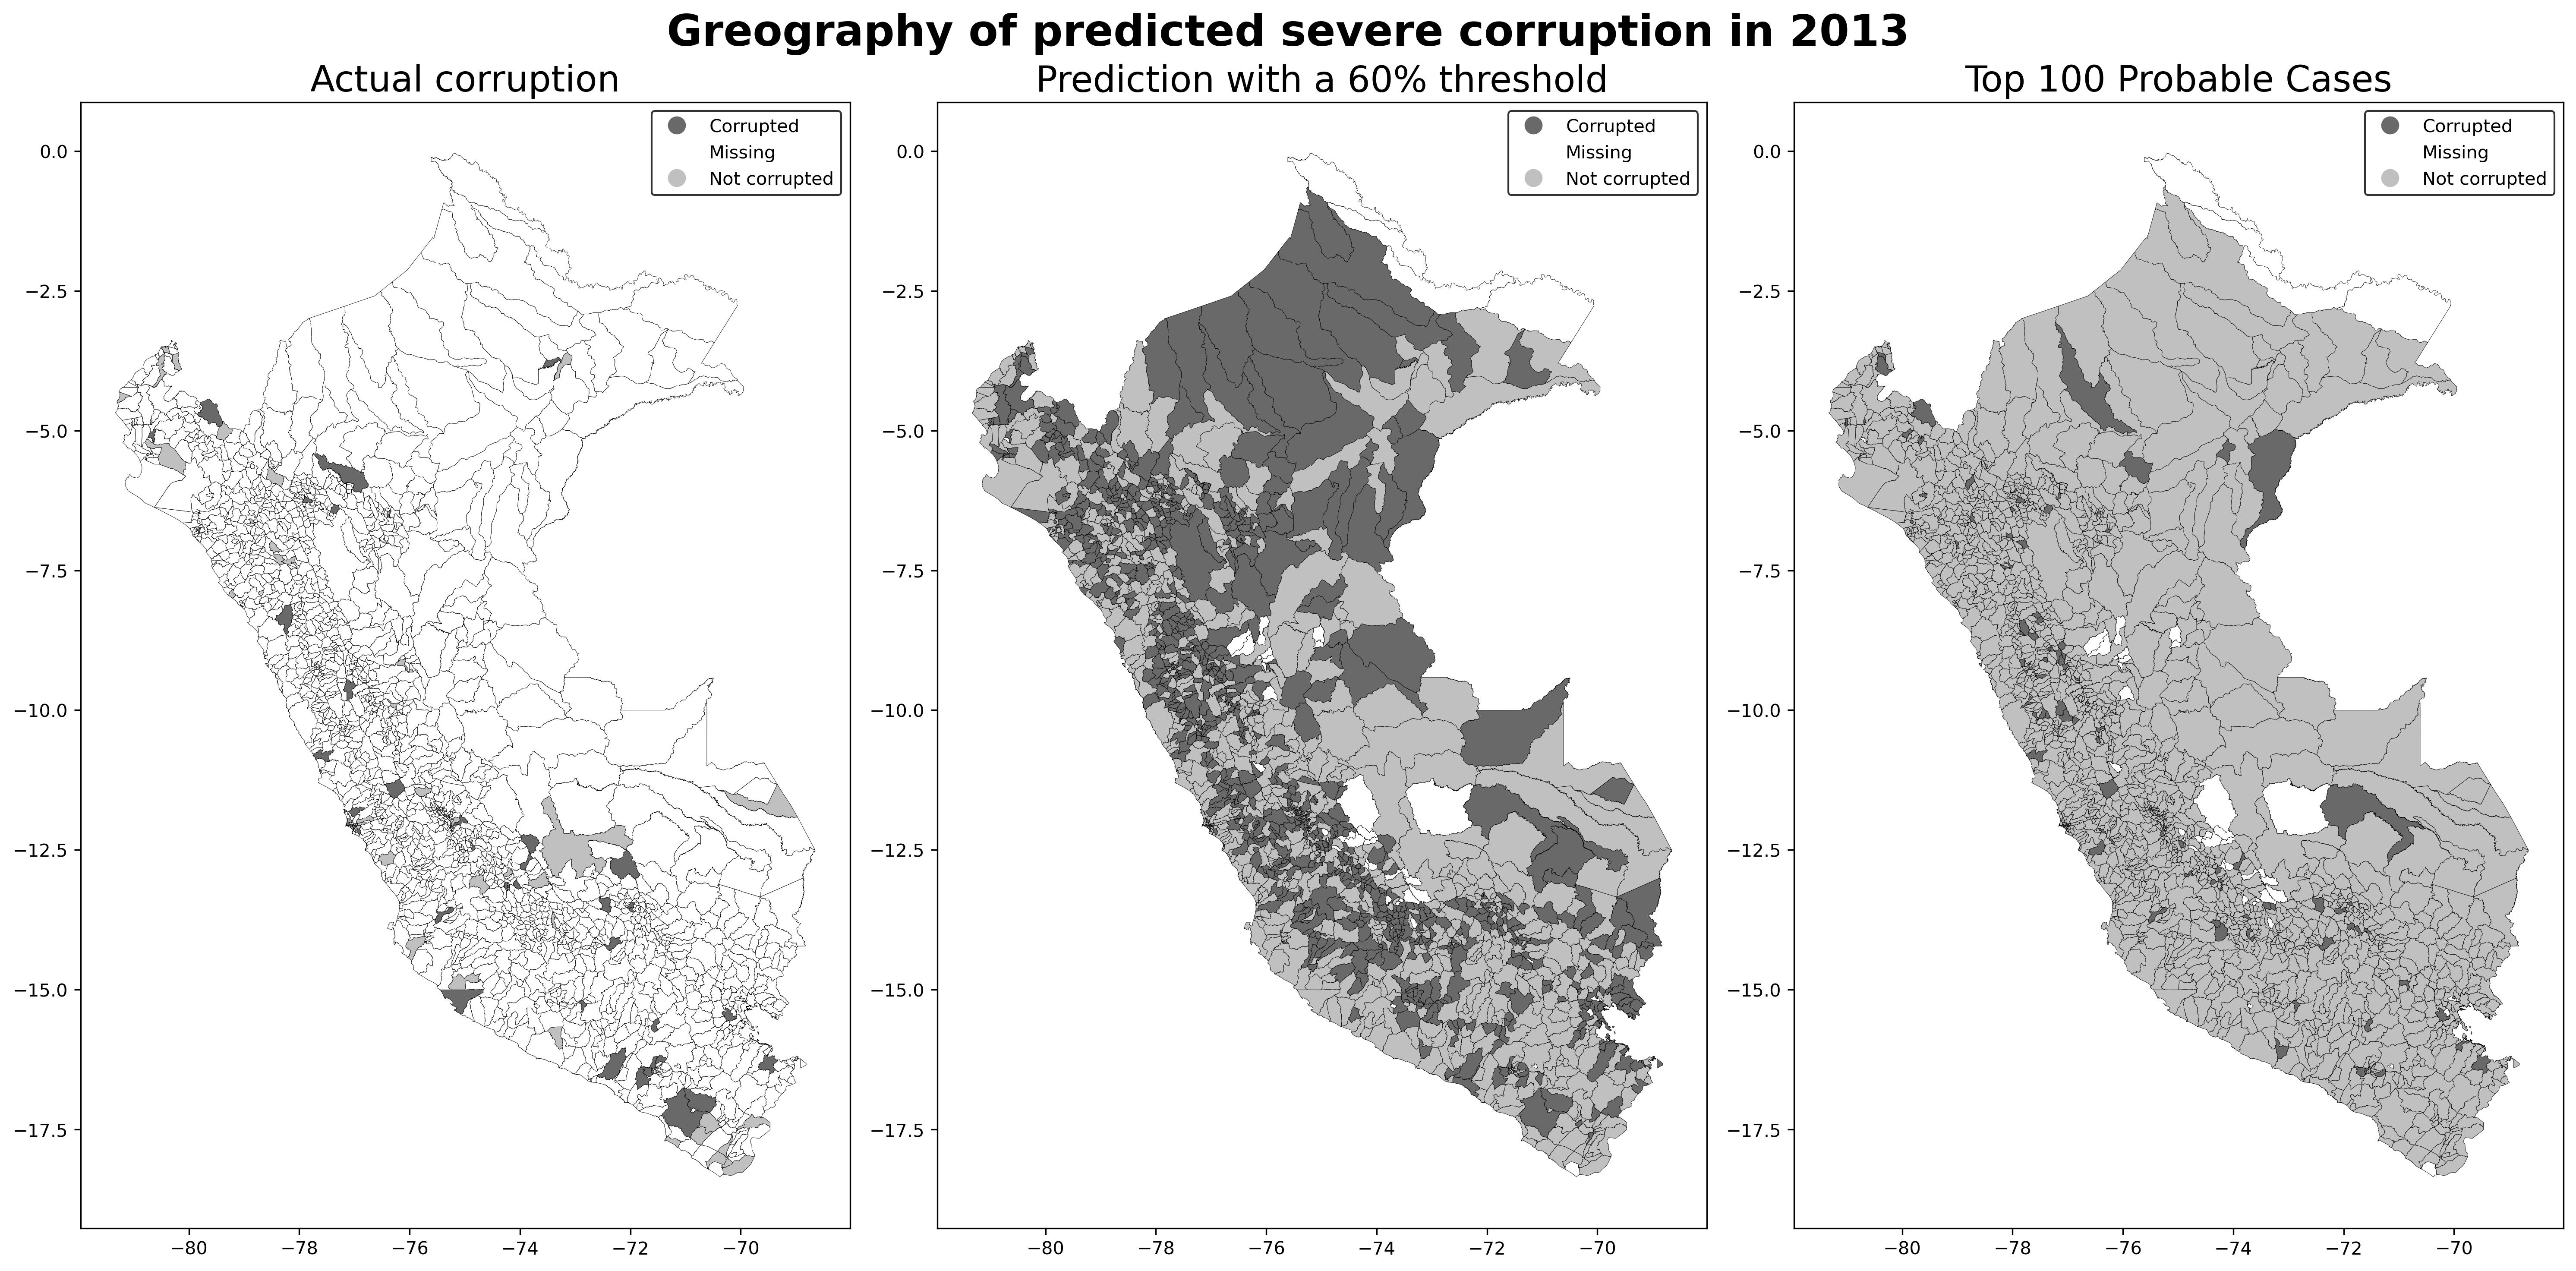 Greography of predicted severe corruption in 2013
Actual corruption
Corrupted
Missing
Not corrupted
0.0
−2.5
−5.0
−7.5
−10.0
−12.5
−15.0
−17.5
−80 −78 −76 −74 −72 −70
Prediction with a 60% threshold
Corrupted
Missing
Not corrupted
0.0
−2.5
−5.0
−7.5
−10.0
−12.5
−15.0
−17.5
−80 −78 −76 −74 −72 −70
Top 100 Probable Cases
Corrupted
Missing
Not corrupted
0.0
−2.5
−5.0
−7.5
−10.0
−12.5
−15.0
−17.5
−80 −78 −76 −74 −72 −70